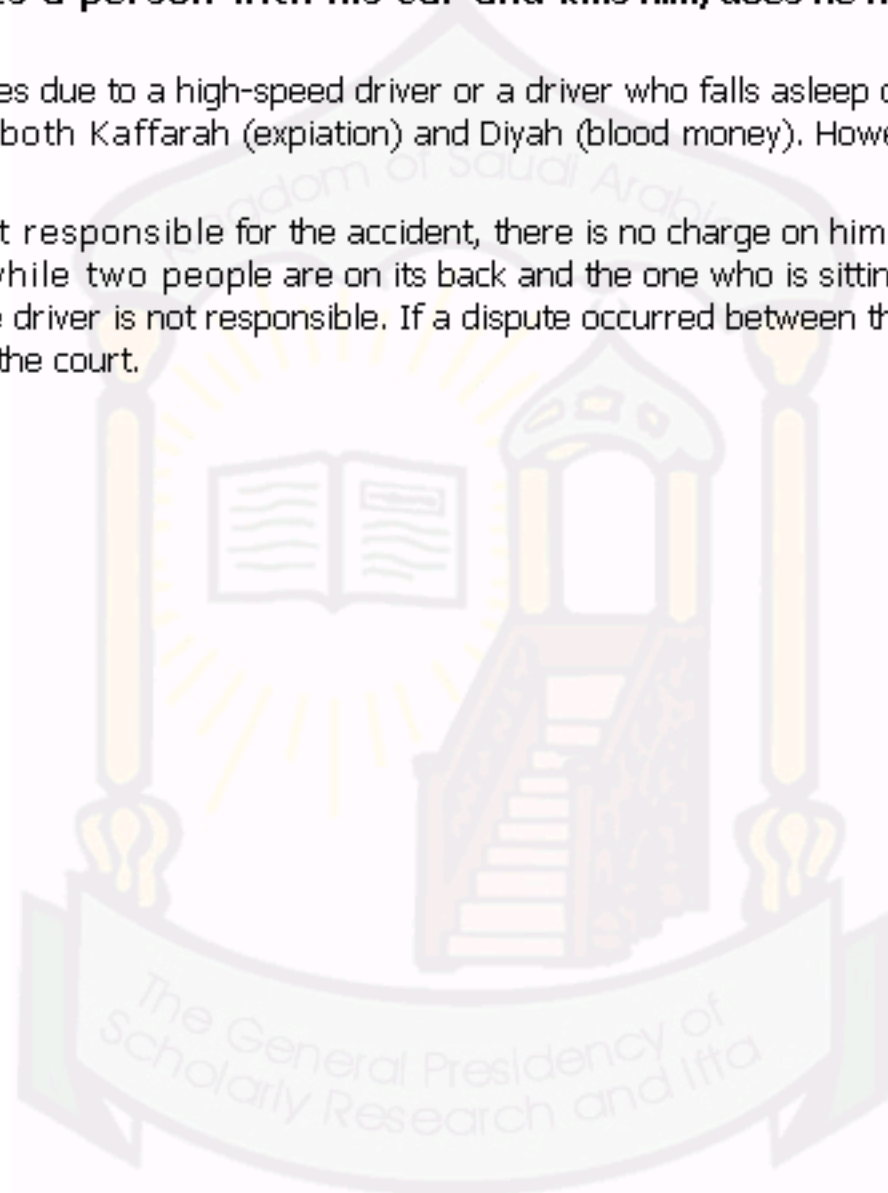 es due to a high-speed driver or a driver who falls asleep
both Kaffarah (expiation) and Diyah (blood money). Howe
t responsible for the accident, there is no charge on him
while two people are on its back and the one who is sittin
driver is not responsible. If a dispute occurred between th
the court.
Kingdom of Saudi Arabia
The General Presidency of
Scholarly Research and Ifta